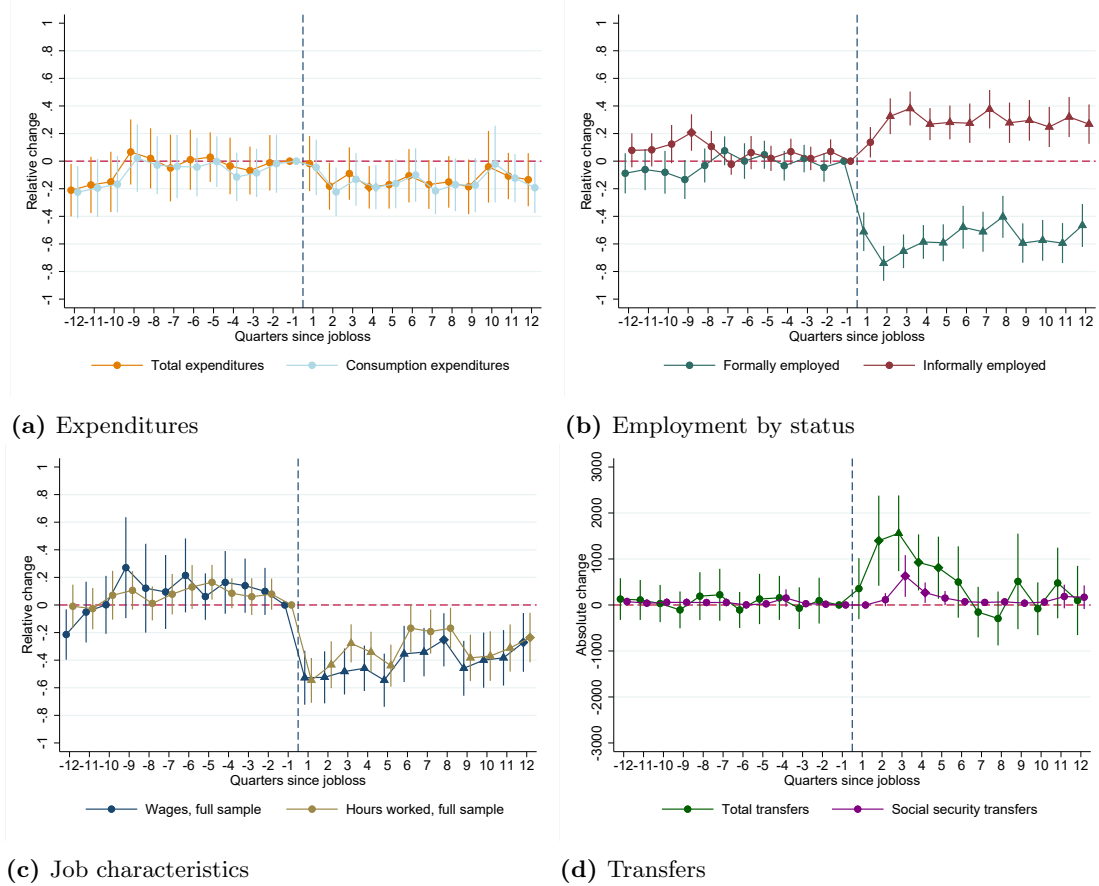 Relative change
1
.8
.6
.4
.2
0
-.2
-.4
-.6
-.8
-1
-12 -11 -10 -9 -8 -7 -6 -5 -4 -3 -2 -1 1 2 3 4 5 6 7 8 9 10 11 12
Quarters since jobloss
Total expenditures Consumption expenditures
(a) Expenditures
Relative change
1
.8
.6
.4
.2
0
-.2
-.4
-.6
-.8
-1
-12 -11 -10 -9 -8 -7 -6 -5 -4 -3 -2 -1 1 2 3 4 5 6 7 8 9 10 11 12
Quarters since jobloss
Formally employed Informally employed
(b) Employment by status
Relative change
1
.8
.6
.4
.2
0
-.2
-.4
-.6
-.8
-1
-12 -11 -10 -9 -8 -7 -6 -5 -4 -3 -2 -1 1 2 3 4 5 6 7 8 9 10 11 12
Quarters since jobloss
Wages, full sample Hours worked, full sample
(c) Job characteristics
Absolute change
3000
2000
1000
0
-1000
-2000
-3000
-12 -11 -10 -9 -8 -7 -6 -5 -4 -3 -2 -1 1 2 3 4 5 6 7 8 9 10 11 12
Quarters since jobloss
Total transfers Social security transfers
(d) Transfers